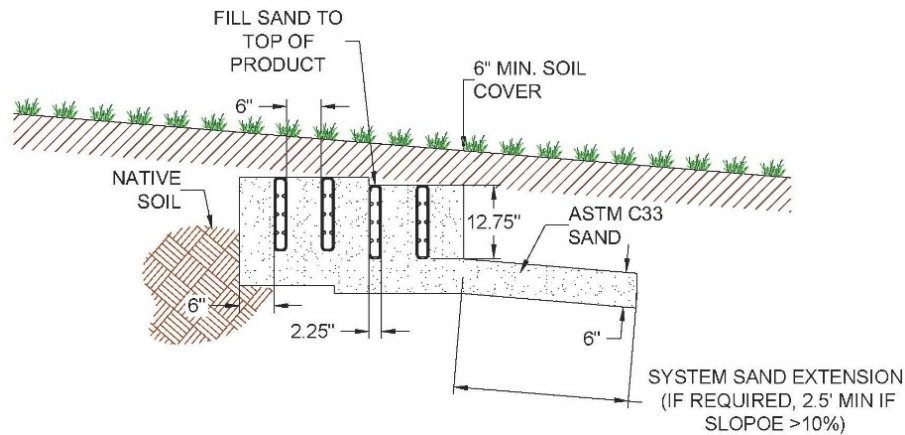 FILL SAND TO
TOP OF
PRODUCT
6" MIN. SOIL
COVER
6"
NATIVE
SOIL
12.75"
ASTM C33
SAND
6"
2.25"
6"
SYSTEM SAND EXTENSION
(IF REQUIRED, 2.5' MIN IF
SLOPOE >10%)